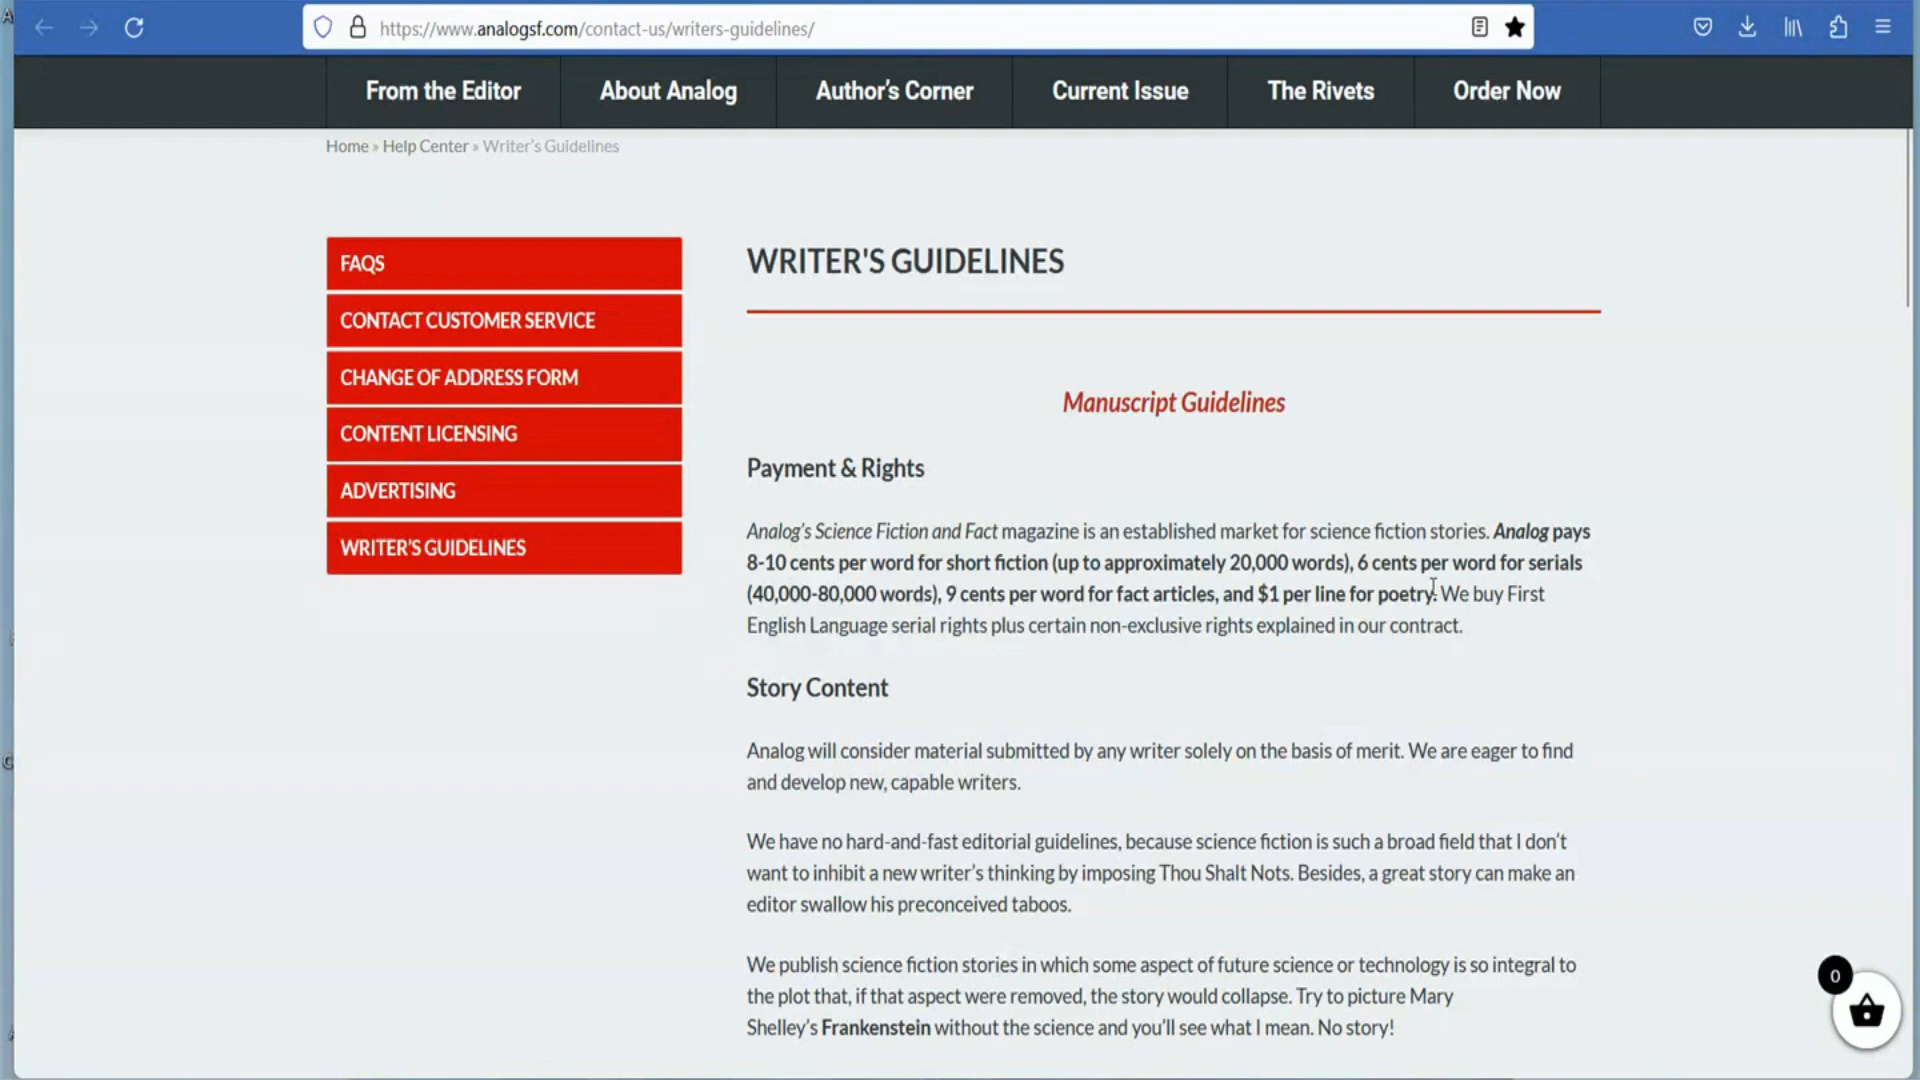 https://www.analogsf.com/contact-us/writers-guidelines/
From the Editor
About Analog
Author's Corner
Current Issue
The Rivets
Order Now
Home » Help Center » Writer's Guidelines
FAQS
CONTACT CUSTOMER SERVICE
CHANGE OF ADDRESS FORM
CONTENT LICENSING
ADVERTISING
WRITER'S GUIDELINES
WRITER'S GUIDELINES
Manuscript Guidelines
Payment & Rights
Analog's Science Fiction and Fact magazine is an established market for science fiction stories. Analog pays
8-10 cents per word for short fiction (up to approximately 20,000 words), 6 cents per word for serials
(40,000-80,000 words), 9 cents per word for fact articles, and $1 per line for poetry. We buy First
English Language serial rights plus certain non-exclusive rights explained in our contract.
Story Content
Analog will consider material submitted by any writer solely on the basis of merit. We are eager to find
and develop new, capable writers.
We have no hard-and-fast editorial guidelines, because science fiction is such a broad field that I don't
want to inhibit a new writer's thinking by imposing Thou Shalt Nots. Besides, a great story can make an
editor swallow his preconceived taboos.
We publish science fiction stories in which some aspect of future science or technology is so integral to
the plot that, if that aspect were removed, the story would collapse. Try to picture Mary
Shelley's Frankenstein without the science and you'll see what I mean. No story!
0